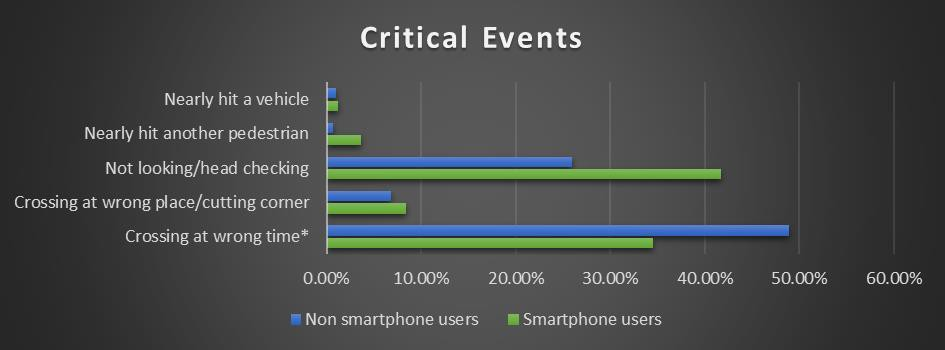 Critical Events
Nearly hit a vehicle
Nearly hit another pedestrian
Not looking/head checking
Crossing at wrong place/cutting corner
Crossing at wrong time*
0.00% 10.00% 20.00% 30.00% 40.00% 50.00% 60.00%
Non smartphone users Smartphone users